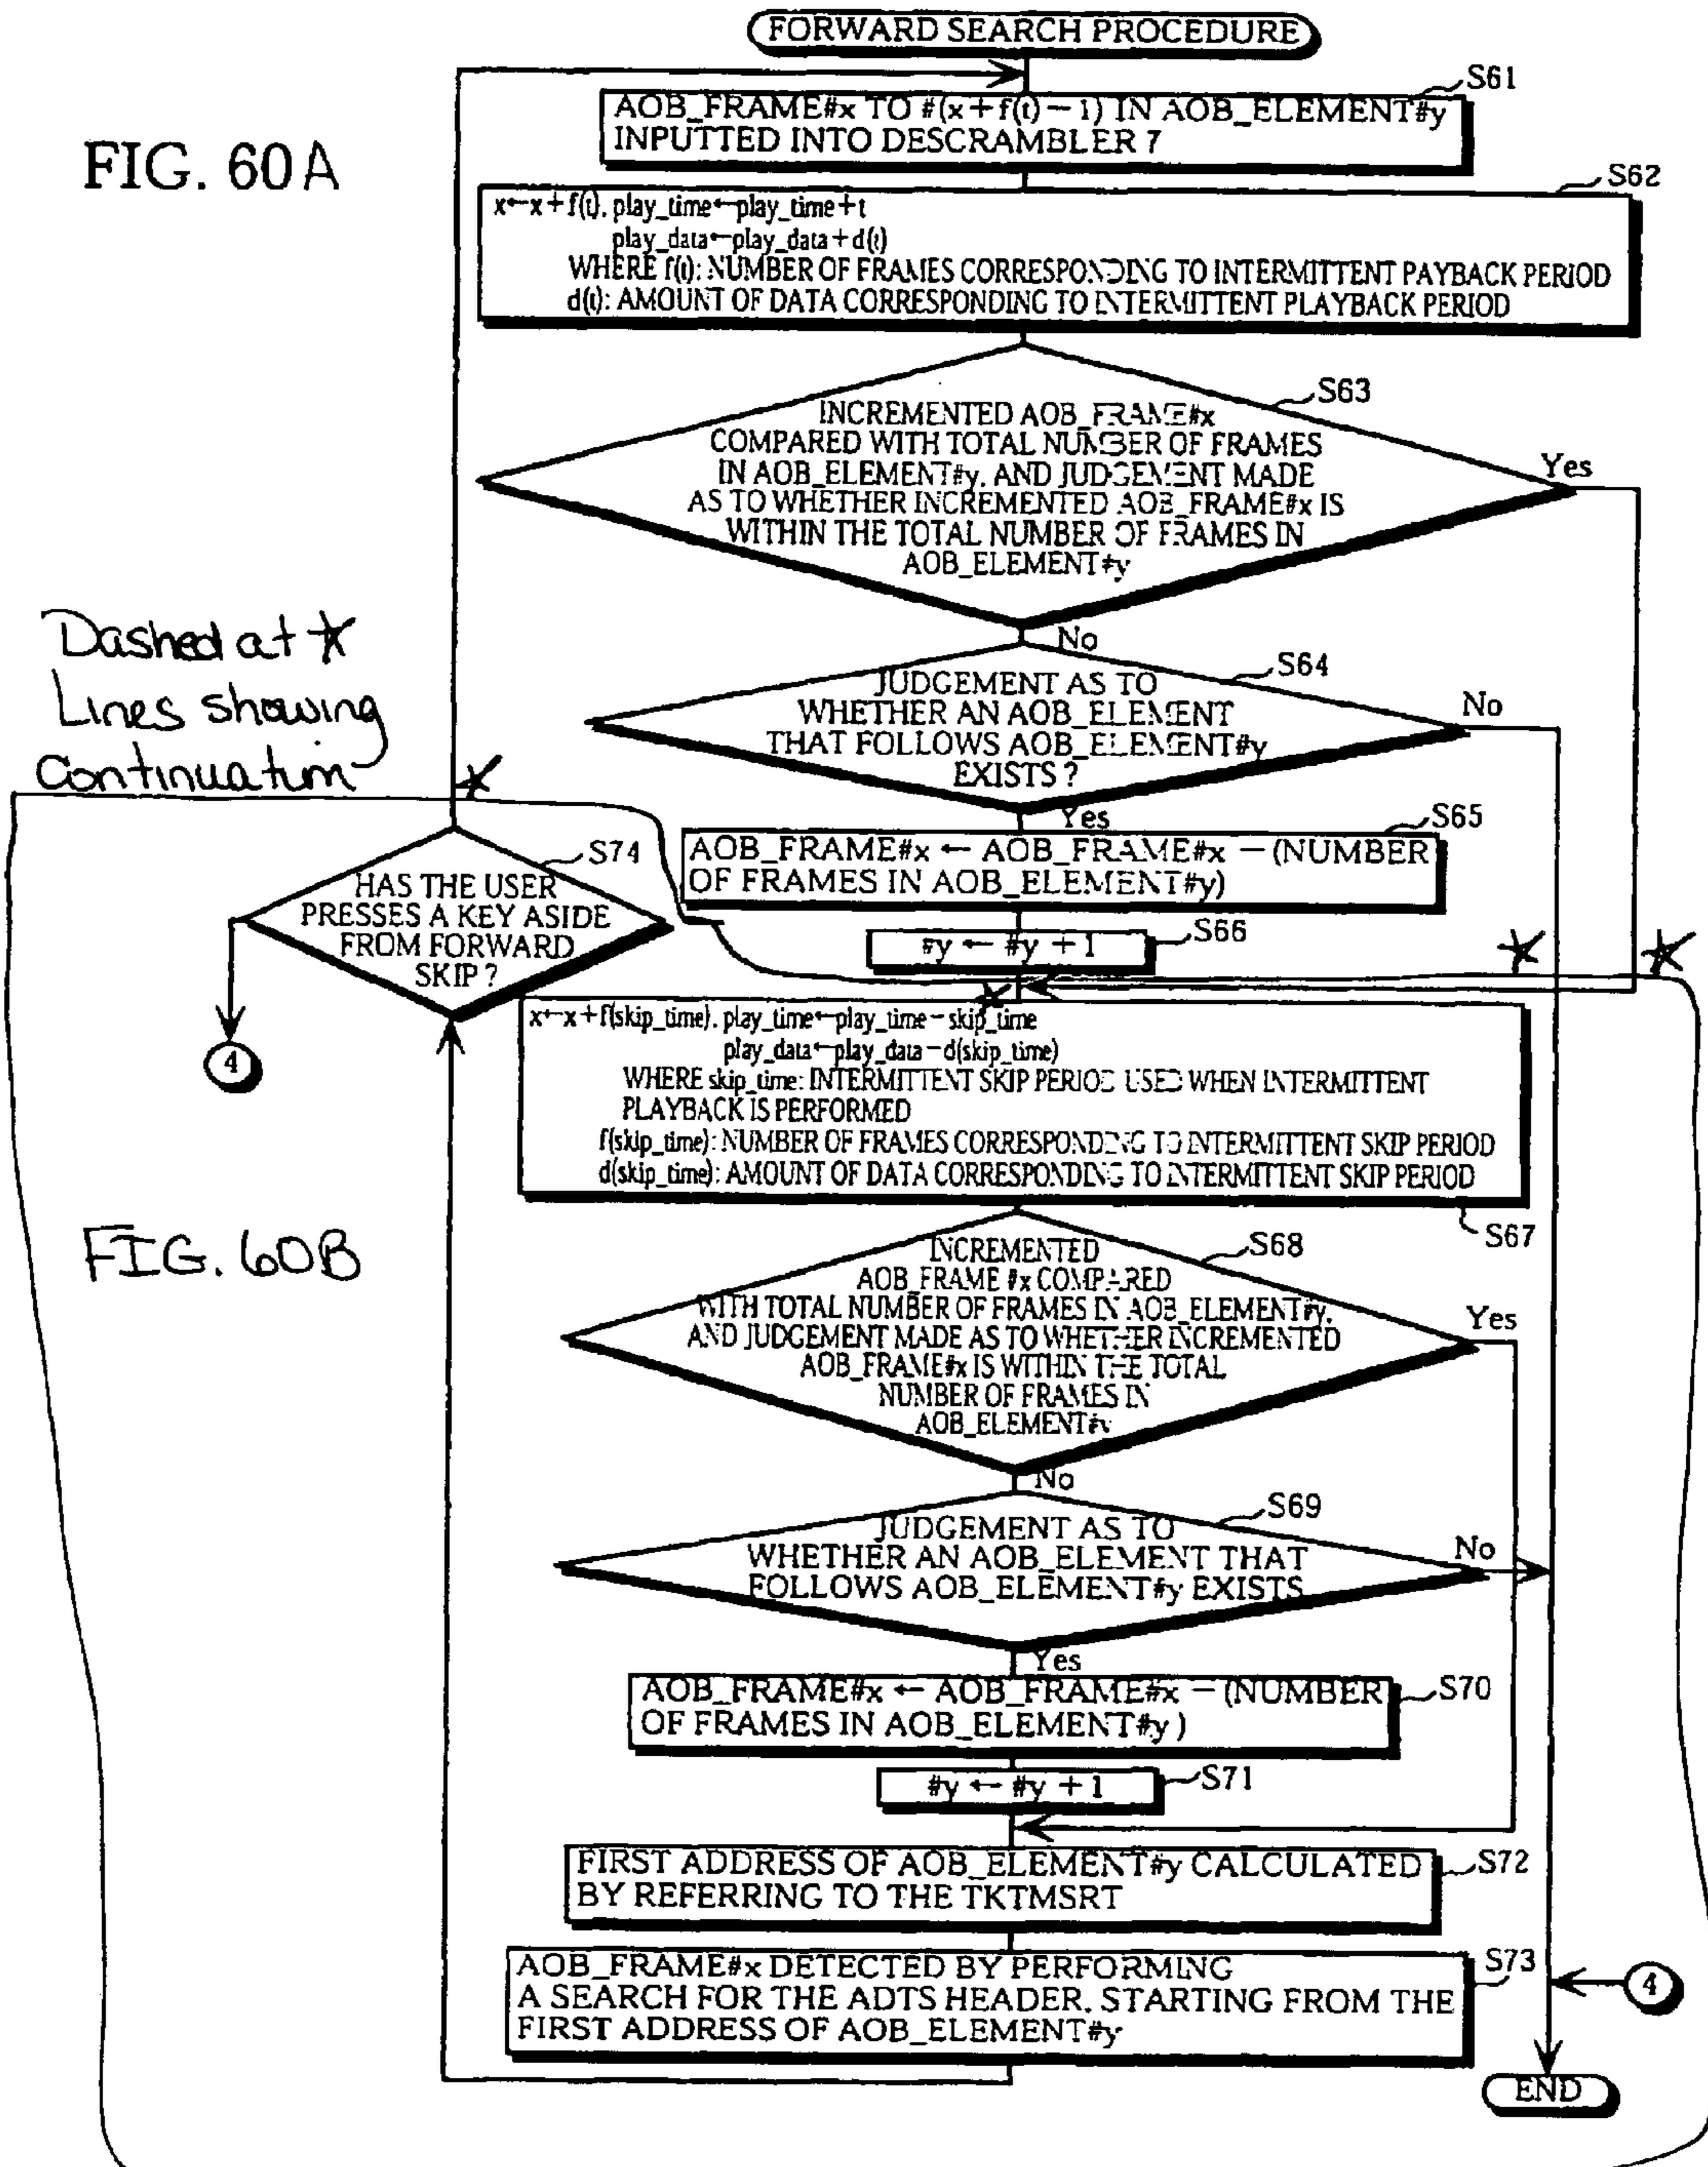 FORWARD SEARCH PROCEDURE
S61
AOB_FRAME#x TO #(x+f(t)-1) IN AOB_ELEMENT#y
INPUTTED INTO DESCRAMBLER 7
FIG. 60A
S62
x←x+f(t), play_time←play_time+t
play_data←play_data+d(t)
WHERE f(t): NUMBER OF FRAMES CORRESPONDING TO INTERMITTENT PAYBACK PERIOD
d(t): AMOUNT OF DATA CORRESPONDING TO INTERMITTENT PLAYBACK PERIOD
S63
INCREMENTED AOB_FRAME#x
COMPARED WITH TOTAL NUMBER OF FRAMES
IN AOB_ELEMENT#y, AND JUDGEMENT MADE
AS TO WHETHER INCREMENTED AOB_FRAME#x IS
WITHIN THE TOTAL NUMBER OF FRAMES IN
AOB_ELEMENT#y
Yes
No
Dashed at *
Lines showing
Continuation
*
S64
JUDGEMENT AS TO
WHETHER AN AOB_ELEMENT
THAT FOLLOWS AOB_ELEMENT#y
EXISTS ?
No
Yes
S65
AOB_FRAME#x ← AOB_FRAME#x - (NUMBER
OF FRAMES IN AOB_ELEMENT#y)
S74
HAS THE USER
PRESSES A KEY ASIDE
FROM FORWARD
SKIP ?
4
S66
#y ← #y + 1
* *
*
x←x+f(skip_time), play_time←play_time-skip_time
play_data←play_data-d(skip_time)
WHERE skip_time: INTERMITTENT SKIP PERIOD USED WHEN INTERMITTENT
PLAYBACK IS PERFORMED
f(skip_time): NUMBER OF FRAMES CORRESPONDING TO INTERMITTENT SKIP PERIOD
d(skip_time): AMOUNT OF DATA CORRESPONDING TO INTERMITTENT SKIP PERIOD
S67
FIG. 60B
S68
INCREMENTED
AOB_FRAME #x COMPARED
WITH TOTAL NUMBER OF FRAMES IN AOB_ELEMENT#y,
AND JUDGEMENT MADE AS TO WHETHER INCREMENTED
AOB_FRAME#x IS WITHIN THE TOTAL
NUMBER OF FRAMES IN
AOB_ELEMENT#y
Yes
No
S69
JUDGEMENT AS TO
WHETHER AN AOB_ELEMENT THAT
FOLLOWS AOB_ELEMENT#y EXISTS
No
Yes
S70
AOB_FRAME#x ← AOB_FRAME#x - (NUMBER
OF FRAMES IN AOB_ELEMENT#y )
S71
#y ← #y + 1
S72
FIRST ADDRESS OF AOB_ELEMENT#y CALCULATED
BY REFERRING TO THE TKTMSRT
S73
AOB_FRAME#x DETECTED BY PERFORMING
A SEARCH FOR THE ADTS HEADER, STARTING FROM THE
FIRST ADDRESS OF AOB_ELEMENT#y
4
END